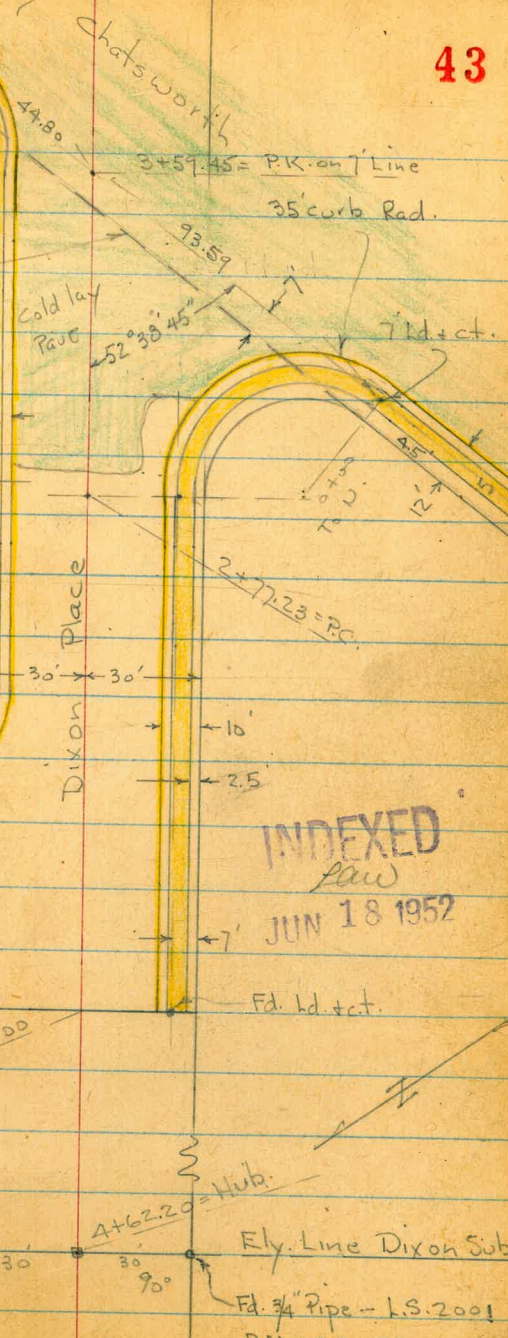 43
Chatsworth
44.80
3+59.45= P.K. on 7' Line
35' curb Rad.
93.59
7'
Cold lay
Pave
52°38'45"
7' Ld. + ct.
4.5'
5'
12'
2+77.23 = P.C.
Dixon Place
30'
30'
10'
2.5'
INDEXED
JUN 18 1952
7'
Fd. Ld. + c.t.
00
N
4+62.20 = Hub.
30'
30'
90°
Ely. Line Dixon Sub
Fd. 3/4" Pipe - L.S. 2001